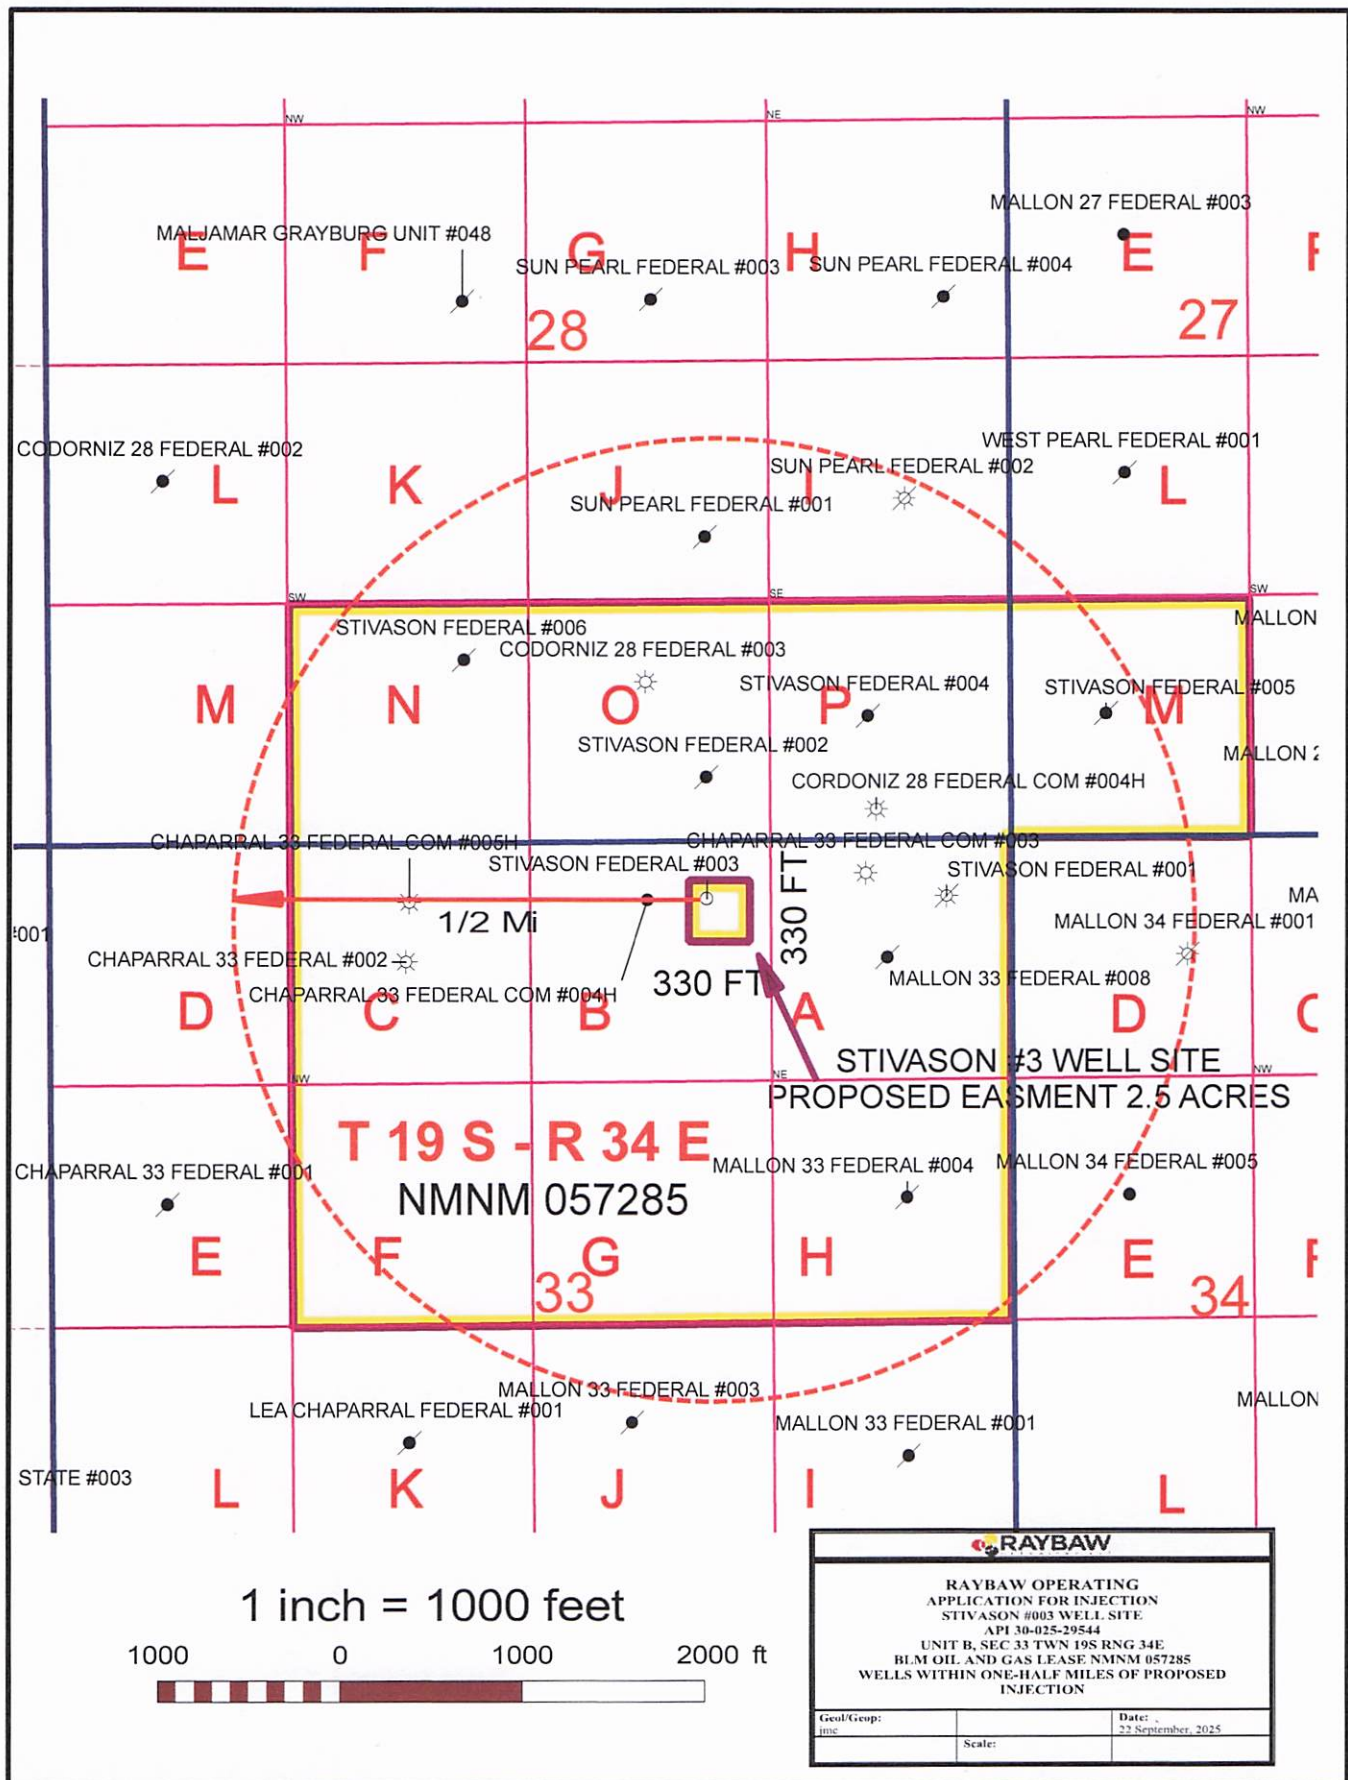 NW
NE
NW
MALLON 27 FEDERAL #003
MALJAMAR GRAYBURG UNIT #048
E
F
G
H
E
F
SUN PEARL FEDERAL #003
SUN PEARL FEDERAL #004
28
27
CODORNIZ 28 FEDERAL #002
WEST PEARL FEDERAL #001
SUN PEARL FEDERAL #002
L
K
J
I
L
SUN PEARL FEDERAL #001
SW
SE
SW
MALLON
STIVASON FEDERAL #006
CODORNIZ 28 FEDERAL #003
STIVASON FEDERAL #004
STIVASON FEDERAL #005
M
N
O
P
M
STIVASON FEDERAL #002
MALLON 2
CORDONIZ 28 FEDERAL COM #004H
CHAPARRAL 33 FEDERAL COM #005H
CHAPARRAL 33 FEDERAL COM #003
STIVASON FEDERAL #003
STIVASON FEDERAL #001
330 FT
MA
1/2 Mi
MALLON 34 FEDERAL #001
#001
CHAPARRAL 33 FEDERAL #002
MALLON 33 FEDERAL #008
330 FT
CHAPARRAL 33 FEDERAL COM #004H
D
C
B
A
D
C
STIVASON #3 WELL SITE
PROPOSED EASMENT 2.5 ACRES
NW
NE
NW
T 19 S - R 34 E
MALLON 33 FEDERAL #004
MALLON 34 FEDERAL #005
CHAPARRAL 33 FEDERAL #001
NMNM 057285
E
F
G
H
E
F
33
34
MALLON 33 FEDERAL #003
MALLON
LEA CHAPARRAL FEDERAL #001
MALLON 33 FEDERAL #001
STATE #003
L
K
J
I
L
1 inch = 1000 feet
1000 0 1000 2000 ft
RAYBAW
RAYBAW OPERATING
APPLICATION FOR INJECTION
STIVASON #003 WELL SITE
API 30-025-29544
UNIT B, SEC 33 TWN 19S RNG 34E
BLM OIL AND GAS LEASE NMNM 057285
WELLS WITHIN ONE-HALF MILES OF PROPOSED
INJECTION
Geol/Geop:
jmc
Date:
22 September, 2025
Scale: